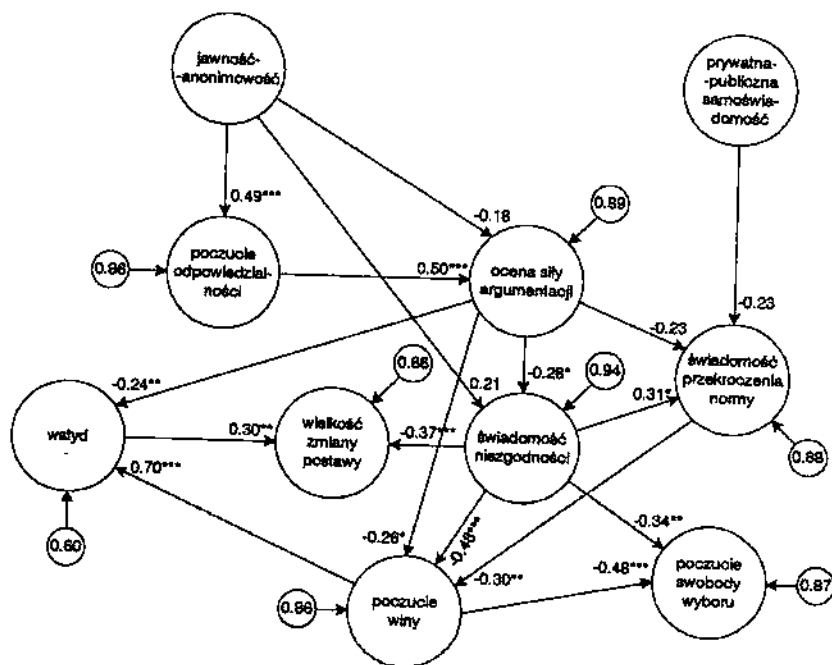 jawność-
-anonimowość
prywatna-
-publiczna
samoświa-
domość
0.49***
-0.18
0.89
0.86
poczucie
odpowiedzial-
ności
0.50***
ocena siły
argumentacji
-0.23
-0.23
-0.24**
0.86
0.21
-0.28*
0.94
0.31*
świadomość
przekroczenia
normy
wstyd
0.30**
wielkość
zmiany
postawy
-0.37***
świadomość
niezgodności
0.88
0.70***
0.60
-0.26*
-0.48***
-0.34**
-0.30**
-0.48***
0.86
poczucie
winy
poczucie
swobody
wyboru
0.87